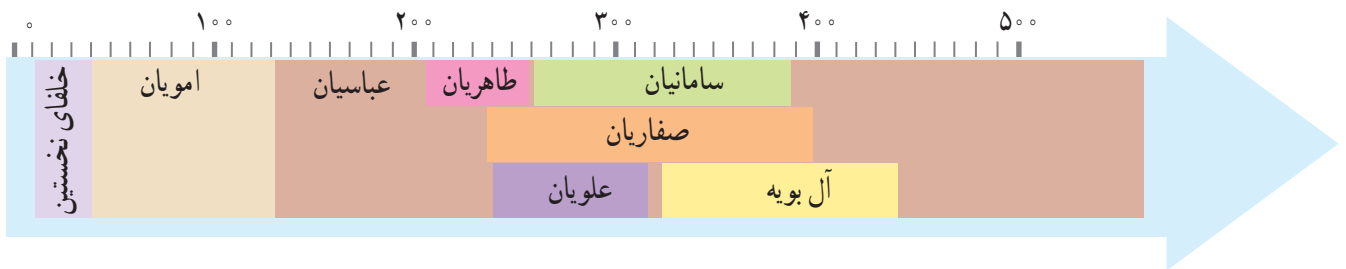 ۰ ۱۰۰ ۲۰۰ ۳۰۰ ۴۰۰ ۵۰۰
خلفای نخستین
امویان
عباسیان
طاهریان
سامانیان
صفاریان
علویان
آل بویه